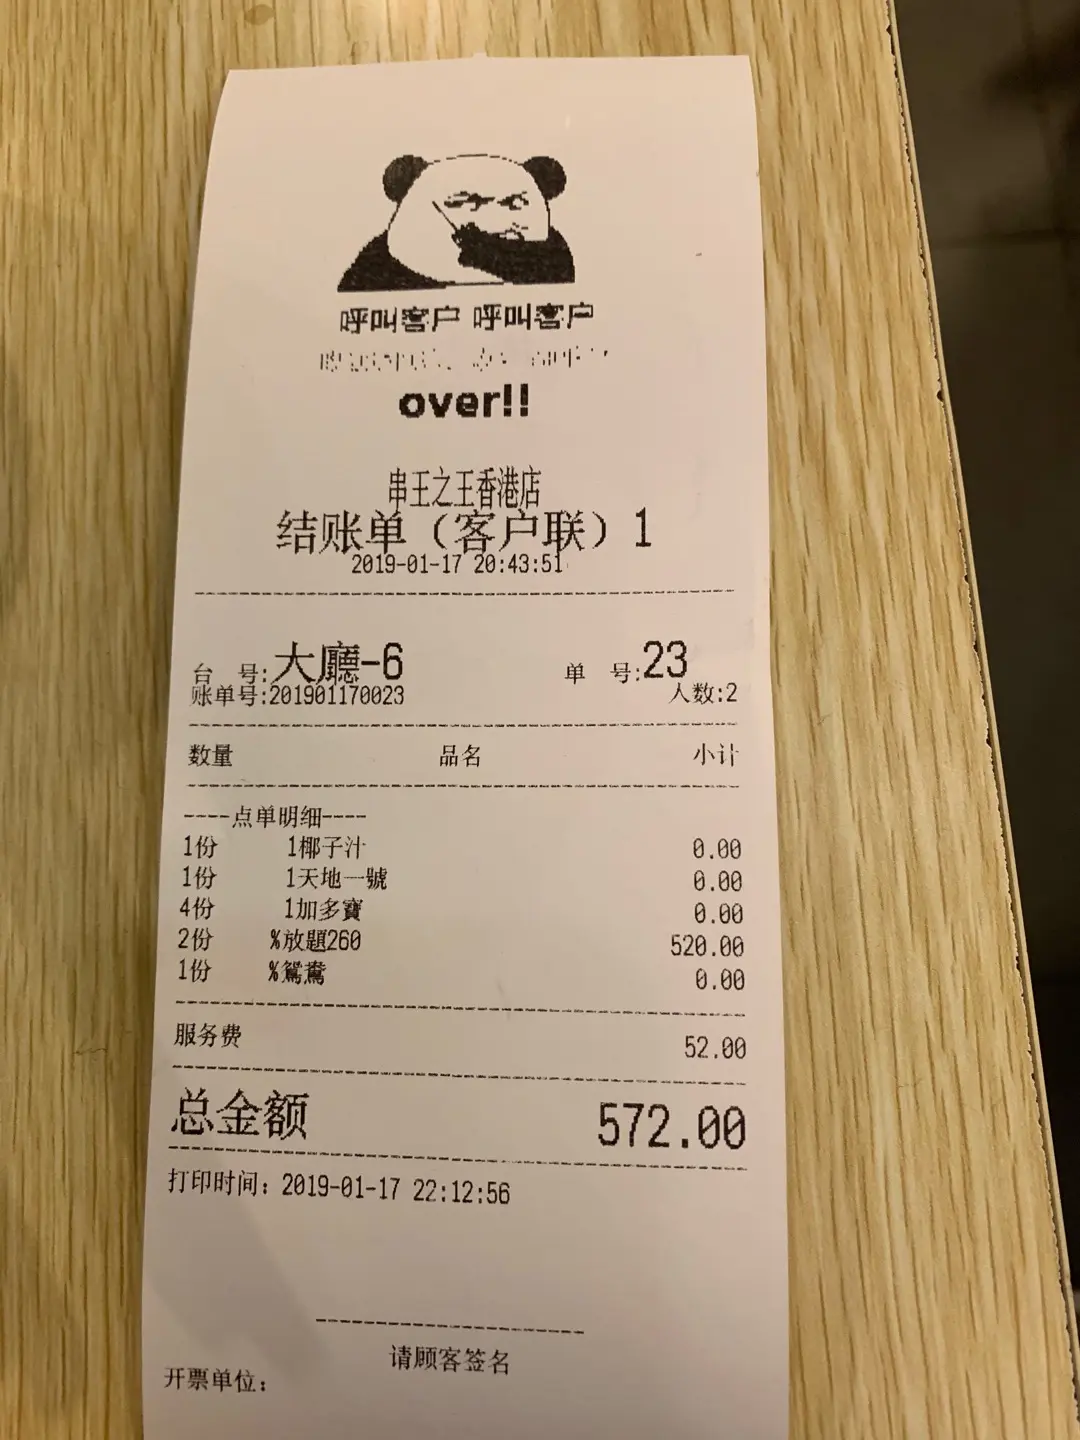 呼叫客户 呼叫客户
over!!
串王之王香港店
结账单（客户联）1
2019-01-17 20:43:51
台 号:大廳-6 单 号:23
账单号:201901170023 人数:2
数量 品名 小计
----点单明细----
1份 1椰子汁 0.00
1份 1天地一號 0.00
4份 1加多寶 0.00
2份 %放題260 520.00
1份 %鴛鴦 0.00
服务费 52.00
总金额 572.00
打印时间: 2019-01-17 22:12:56
请顾客签名
开票单位: